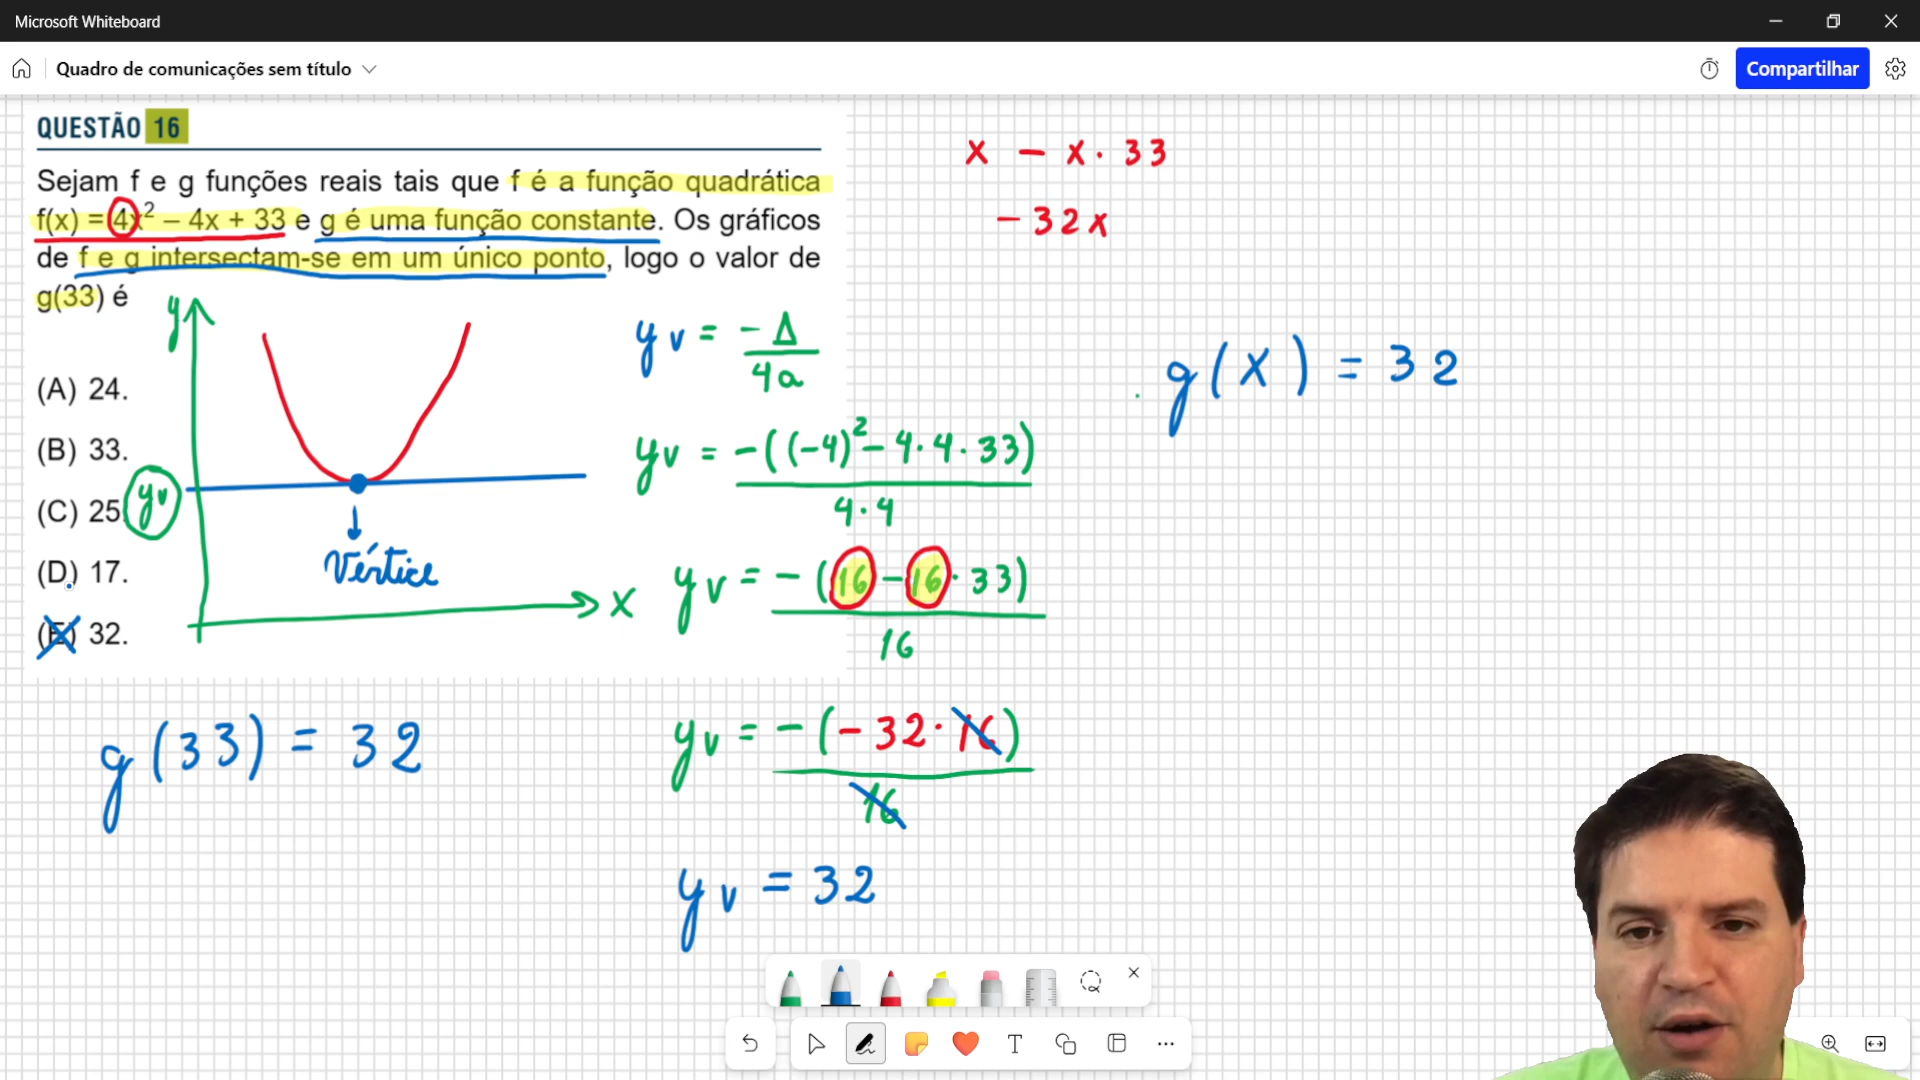 Microsoft Whiteboard
Quadro de comunicações sem título
Compartilhar
QUESTÃO 16
Sejam f e g funções reais tais que f é a função quadrática
f(x) = 4x² – 4x + 33 e g é uma função constante. Os gráficos
de f e g intersectam-se em um único ponto, logo o valor de
g(33) é
(A) 24.
(B) 33.
(C) 25.
(D) 17.
(E) 32.
y
yv
Vértice
x
g(33) = 32
yv = -Δ
4a
yv = -((-4)² - 4·4·33)
4·4
yv = -(16 - 16·33)
16
yv = -(-32·16)
16
yv = 32
x - x·33
-32x
g(x) = 32